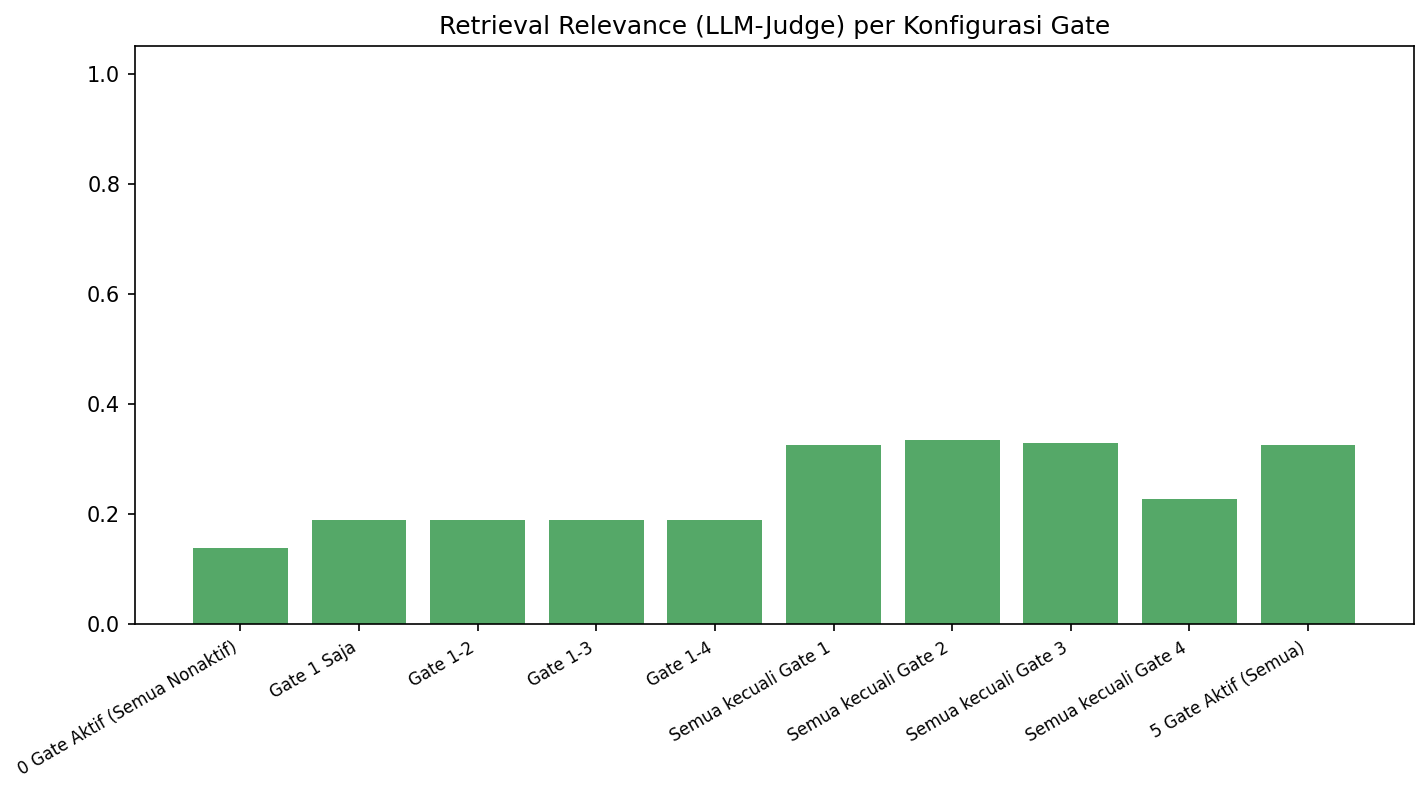 Retrieval Relevance (LLM-Judge) per Konfigurasi Gate
1.0
0.8
0.6
0.4
0.2
0.0
0 Gate Aktif (Semua Nonaktif)
Gate 1 Saja
Gate 1-2
Gate 1-3
Gate 1-4
Semua kecuali Gate 1
Semua kecuali Gate 2
Semua kecuali Gate 3
Semua kecuali Gate 4
5 Gate Aktif (Semua)